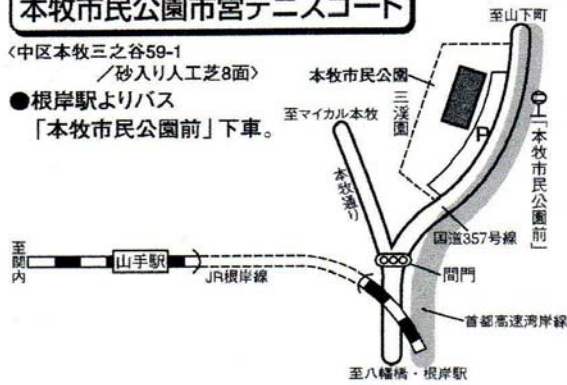 本牧市民公園市営テニスコート
〈中区本牧三之谷59-1
／砂入り人工芝8面〉
●根岸駅よりバス
「本牧市民公園前」下車。
至山下町
本牧市民公園
三溪園
至マイカル本牧
P
「本牧市民公園前」
本牧通り
国道357号線
至関内
山手駅
JR根岸線
間門
首都高速湾岸線
至八幡橋・根岸駅